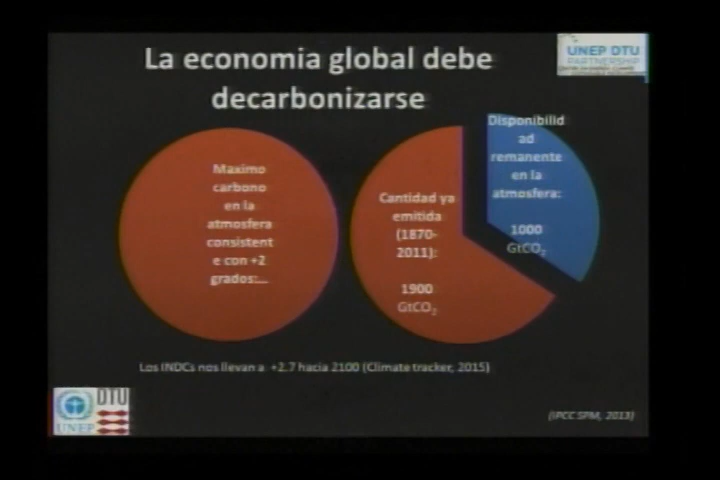 La economia global debe
decarbonizarse
UNEP DTU
PARTNERSHIP
Maximo
carbono
en la
atmosfera
consistent
e con +2
grados:...
Cantidad ya
emitida
(1870-
2011):
1900
GtCO₂
Disponibilid
ad
remanente
en la
atmosfera:
1000
GtCO₂
Los INDCs nos llevan a +2.7 hacia 2100 (Climate tracker, 2015)
UNEP
DTU
(IPCC SPM, 2013)